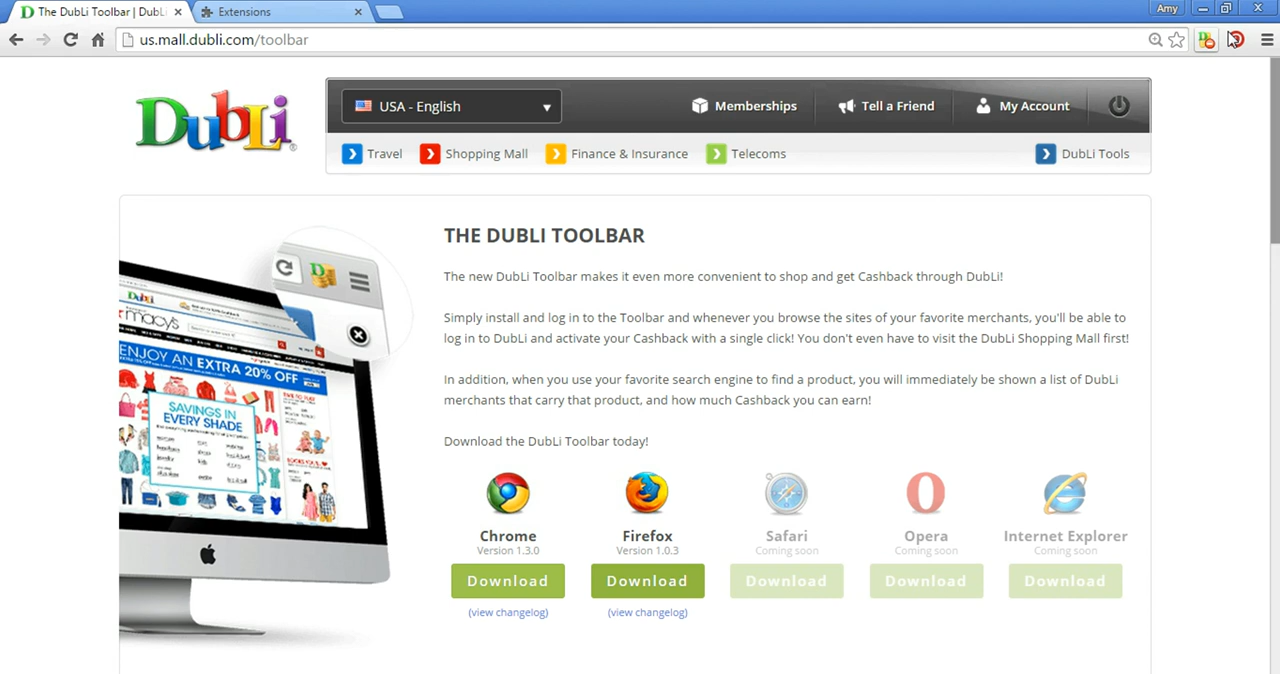 The DubLi Toolbar | DubLi
Extensions
Amy
us.mall.dubli.com/toolbar
DubLi
USA - English
Memberships
Tell a Friend
My Account
Travel
Shopping Mall
Finance & Insurance
Telecoms
DubLi Tools
THE DUBLI TOOLBAR
The new DubLi Toolbar makes it even more convenient to shop and get Cashback through DubLi!
Simply install and log in to the Toolbar and whenever you browse the sites of your favorite merchants, you'll be able to
log in to DubLi and activate your Cashback with a single click! You don't even have to visit the DubLi Shopping Mall first!
In addition, when you use your favorite search engine to find a product, you will immediately be shown a list of DubLi
merchants that carry that product, and how much Cashback you can earn!
Download the DubLi Toolbar today!
DubLi
macy's
ENJOY AN EXTRA 20% OFF
SAVINGS IN
EVERY SHADE
Chrome
Version 1.3.0
Download
(view changelog)
Firefox
Version 1.0.3
Download
(view changelog)
Safari
Coming soon
Download
Opera
Coming soon
Download
Internet Explorer
Coming soon
Download